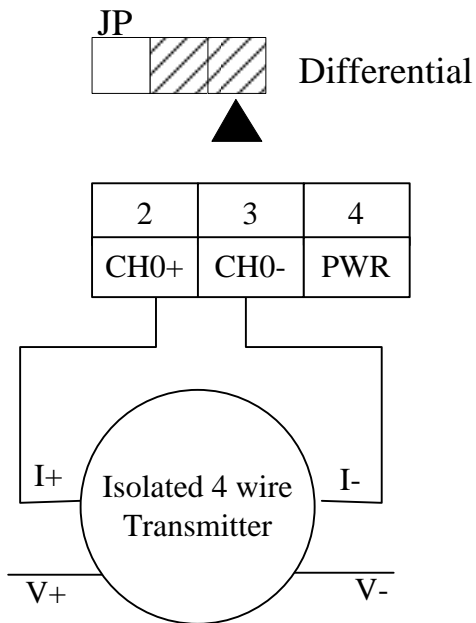 JP
Differential
2 3 4
CH0+ CH0- PWR
I+ I-
Isolated 4 wire
Transmitter
V+ V-